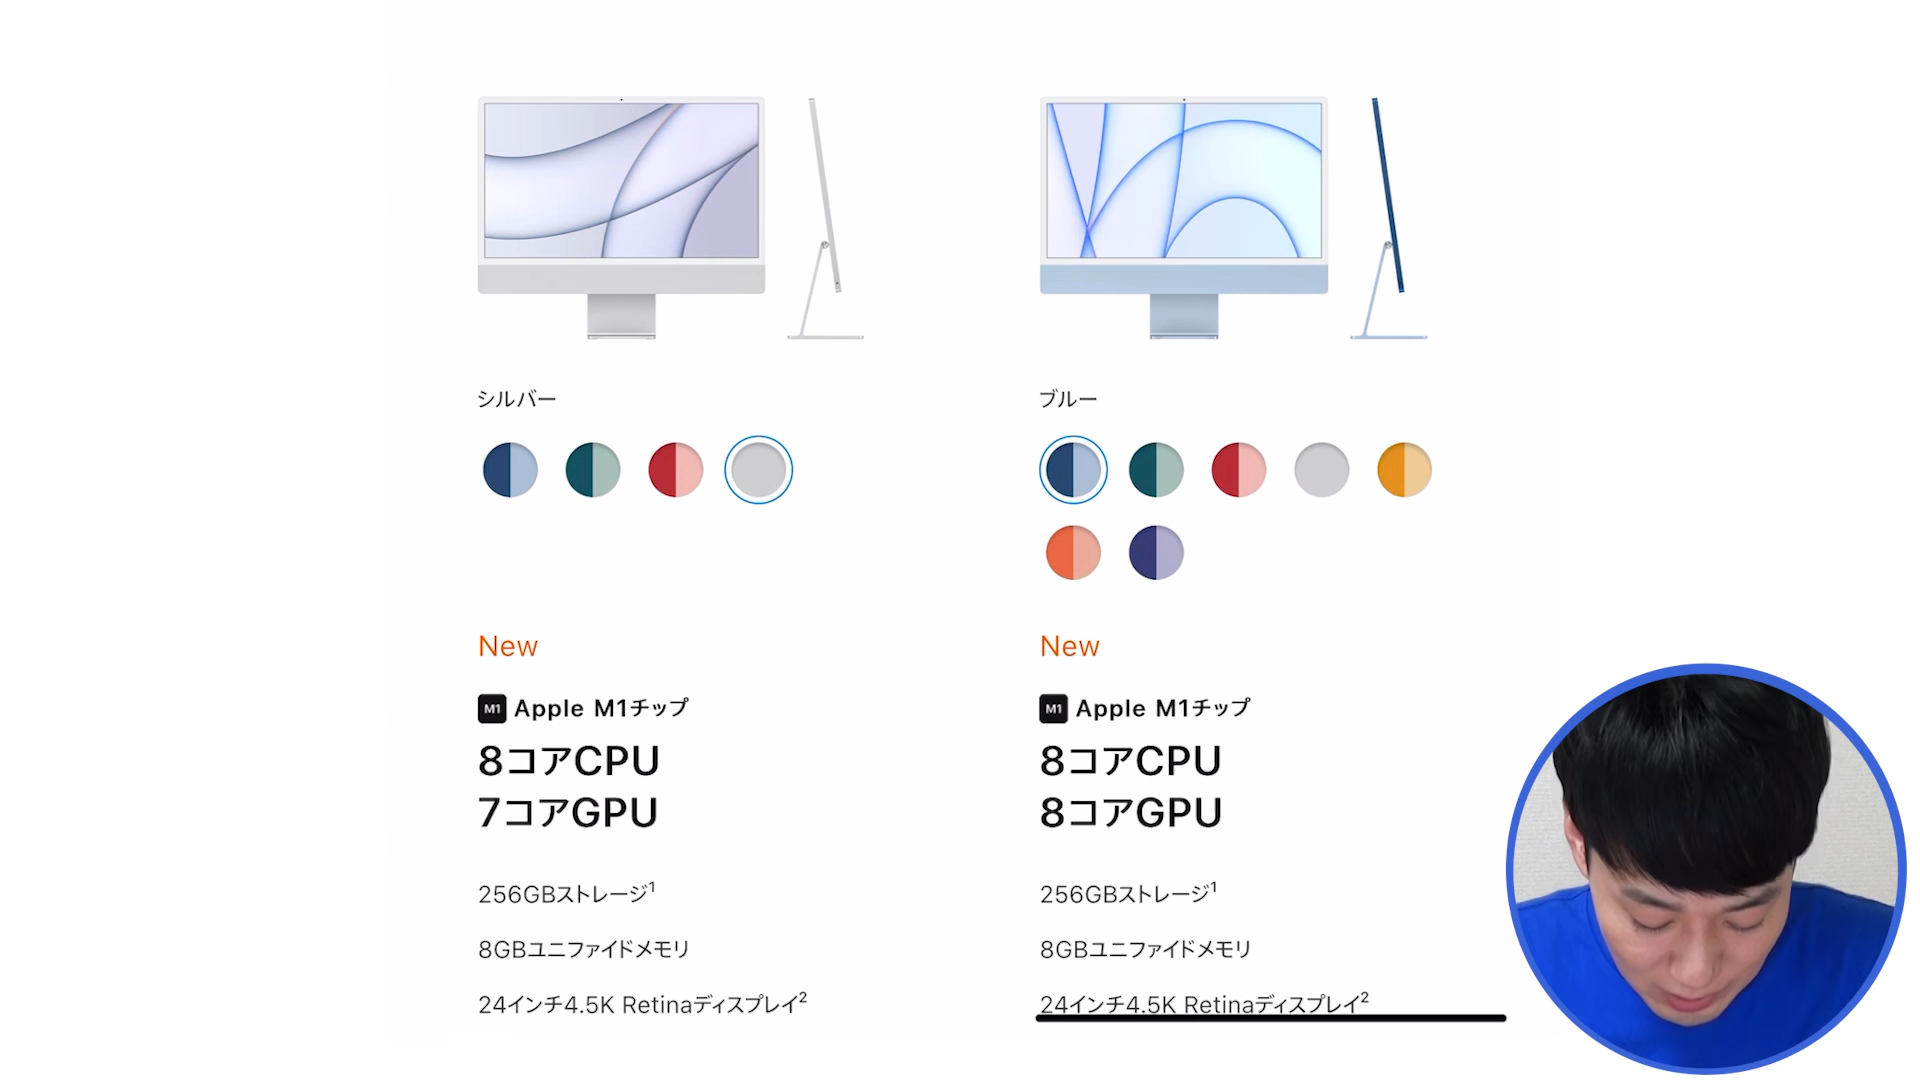 シルバー
New
M1 Apple M1チップ
8コアCPU
7コアGPU
256GBストレージ1
8GBユニファイドメモリ
24インチ4.5K Retinaディスプレイ2
ブルー
New
M1 Apple M1チップ
8コアCPU
8コアGPU
256GBストレージ1
8GBユニファイドメモリ
24インチ4.5K Retinaディスプレイ2